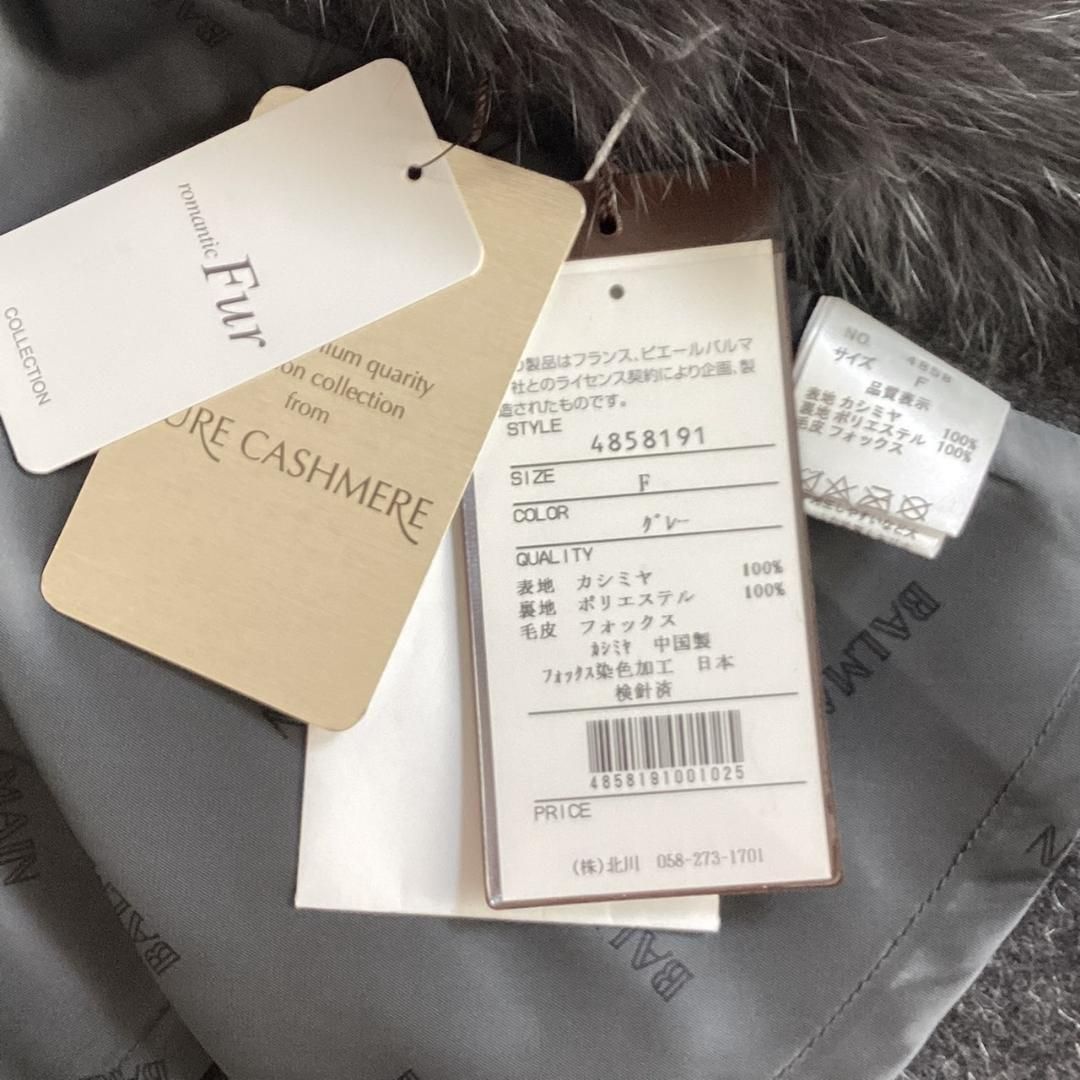 romantic
Fur
COLLECTION
quarity
collection
from
CASHMERE
製品はフランス、ピエールバルマ
社とのライセンス契約により企画、製
造されたものです。
STYLE 4858191
SIZE F
COLOR グレー
QUALITY
表地 カシミヤ 100%
裏地 ポリエステル 100%
毛皮 フォックス
カシミヤ 中国製
フォックス染色加工 日本
検針済
4858191001025
PRICE
(株)北川 058-273-1701
NO. 4858
サイズ F
品質表示
表地 カシミヤ 100%
裏地 ポリエステル 100%
毛皮 フォックス
BALM
BAL
BAL